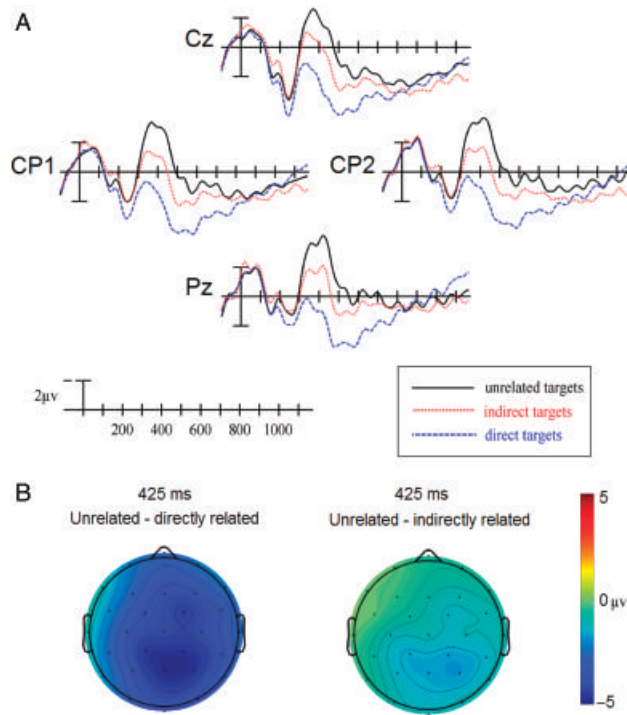 A
Cz
CP1
CP2
Pz
2μv
200 400 600 800 1000
unrelated targets
indirect targets
direct targets
B
425 ms
Unrelated - directly related
425 ms
Unrelated - indirectly related
5
0 μv
−5